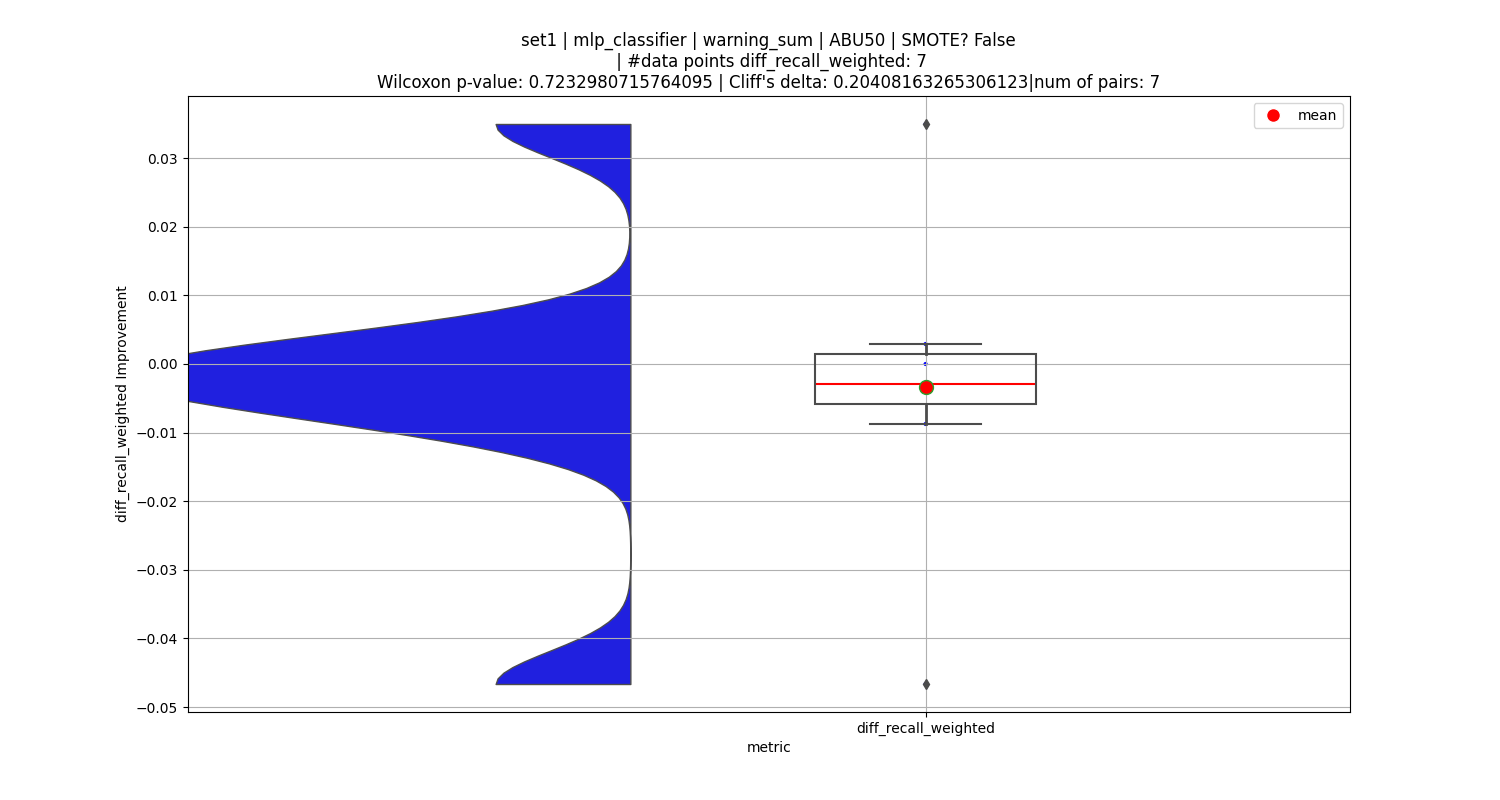 set1 | mlp_classifier | warning_sum | ABU50 | SMOTE? False
| #data points diff_recall_weighted: 7
Wilcoxon p-value: 0.7232980715764095 | Cliff's delta: 0.20408163265306123|num of pairs: 7
mean
diff_recall_weighted Improvement
0.03
0.02
0.01
0.00
−0.01
−0.02
−0.03
−0.04
−0.05
diff_recall_weighted
metric